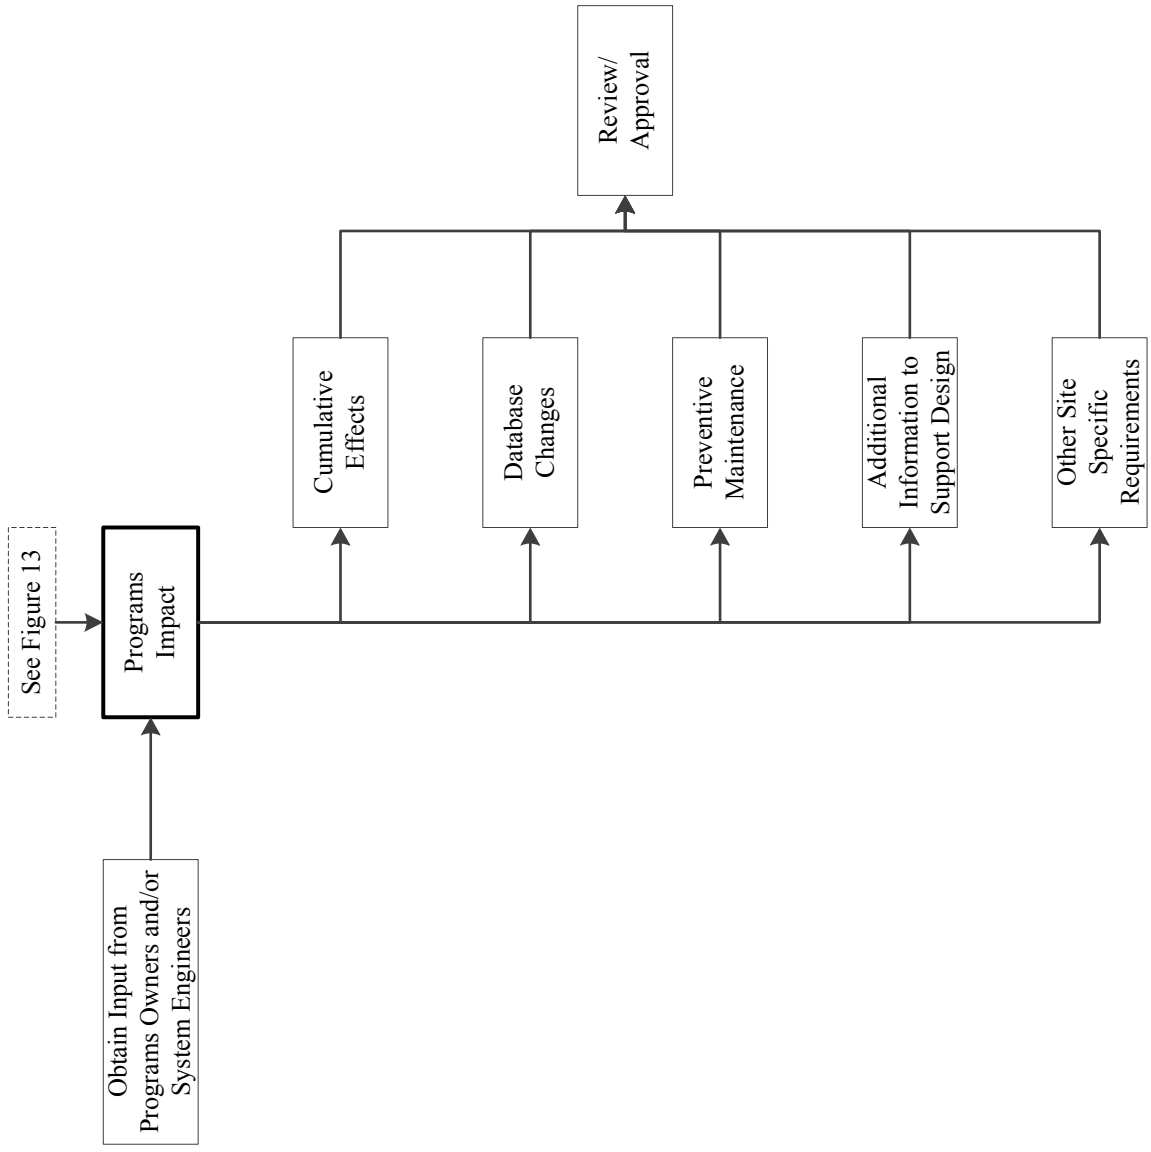 See Figure 13
Obtain Input from
Programs Owners and/or
System Engineers
Programs
Impact
Cumulative
Effects
Database
Changes
Preventive
Maintenance
Additional
Information to
Support Design
Other Site
Specific
Requirements
Review/
Approval